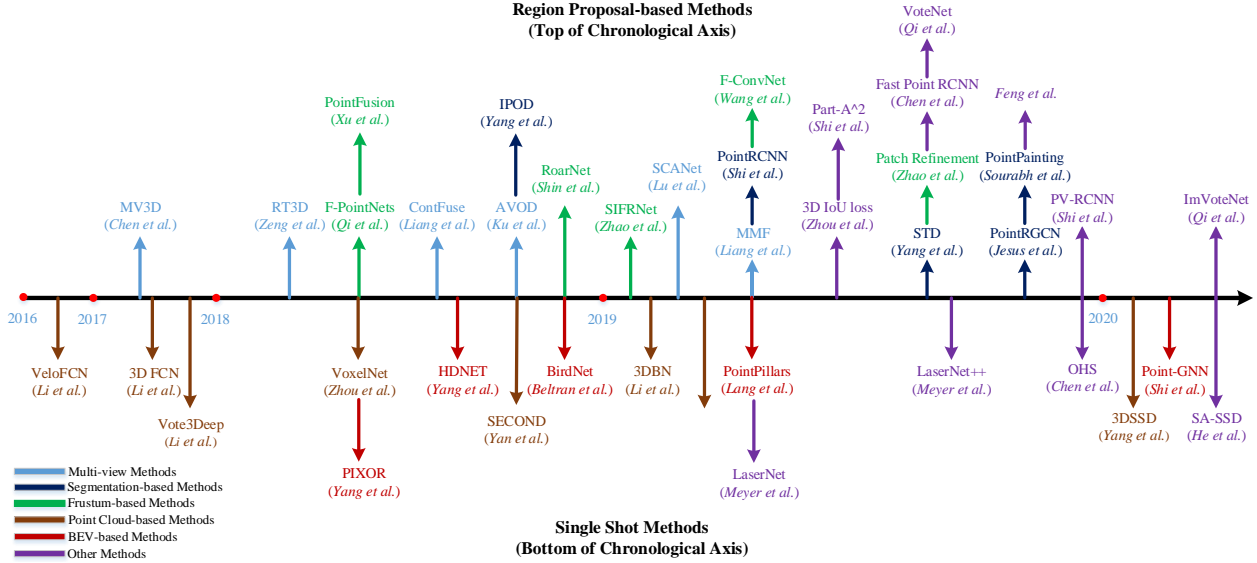 Region Proposal-based Methods
(Top of Chronological Axis)
VoteNet
(Qi et al.)
F-ConvNet
(Wang et al.)
Fast Point RCNN
(Chen et al.)
Feng et al.
PointFusion
(Xu et al.)
IPOD
(Yang et al.)
Part-A^2
(Shi et al.)
RoarNet
(Shin et al.)
SCANet
(Lu et al.)
PointRCNN
(Shi et al.)
Patch Refinement
(Zhao et al.)
PointPainting
(Sourabh et al.)
MV3D
(Chen et al.)
RT3D
(Zeng et al.)
F-PointNets
(Qi et al.)
ContFuse
(Liang et al.)
AVOD
(Ku et al.)
SIFRNet
(Zhao et al.)
MMF
(Liang et al.)
3D IoU loss
(Zhou et al.)
STD
(Yang et al.)
PointRGCN
(Jesus et al.)
PV-RCNN
(Shi et al.)
ImVoteNet
(Qi et al.)
2016
2017
2018
2019
2020
VeloFCN
(Li et al.)
3D FCN
(Li et al.)
VoxelNet
(Zhou et al.)
HDNET
(Yang et al.)
BirdNet
(Beltran et al.)
3DBN
(Li et al.)
PointPillars
(Lang et al.)
LaserNet++
(Meyer et al.)
OHS
(Chen et al.)
Point-GNN
(Shi et al.)
Vote3Deep
(Li et al.)
SECOND
(Yan et al.)
3DSSD
(Yang et al.)
SA-SSD
(He et al.)
PIXOR
(Yang et al.)
LaserNet
(Meyer et al.)
Multi-view Methods
Segmentation-based Methods
Frustum-based Methods
Point Cloud-based Methods
BEV-based Methods
Other Methods
Single Shot Methods
(Bottom of Chronological Axis)